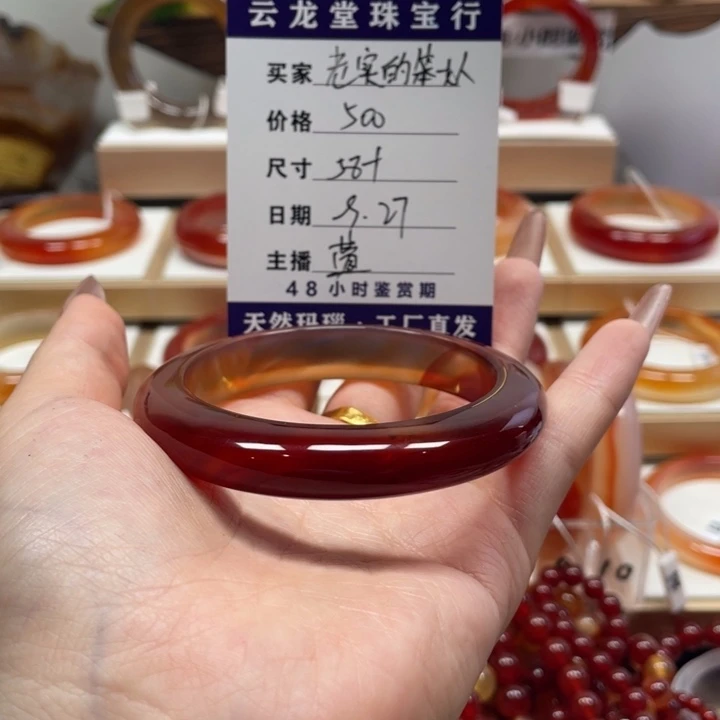 云龙堂珠宝行
买家 老实的笨大人
价格 500
尺寸 58+
日期 9.27
主播 萱
48小时鉴赏期
天然玛瑙·工厂直发